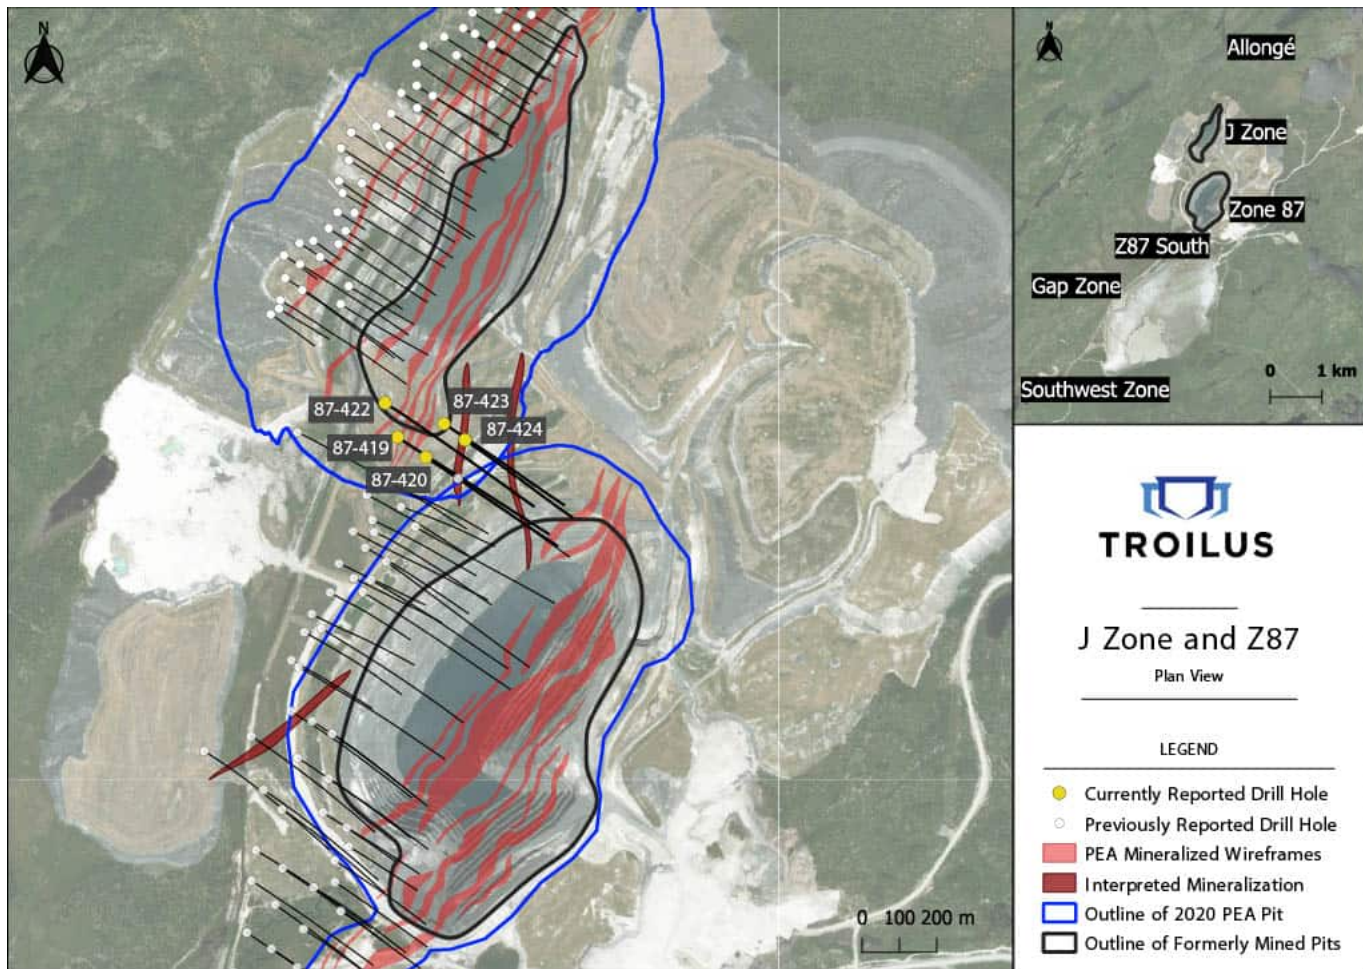 N
87-422
87-423
87-424
87-419
87-420
0 100 200 m
N
Allongé
J Zone
Zone 87
Z87 South
Gap Zone
0 1 km
Southwest Zone
TROILUS
J Zone and Z87
Plan View
LEGEND
Currently Reported Drill Hole
Previously Reported Drill Hole
PEA Mineralized Wireframes
Interpreted Mineralization
Outline of 2020 PEA Pit
Outline of Formerly Mined Pits